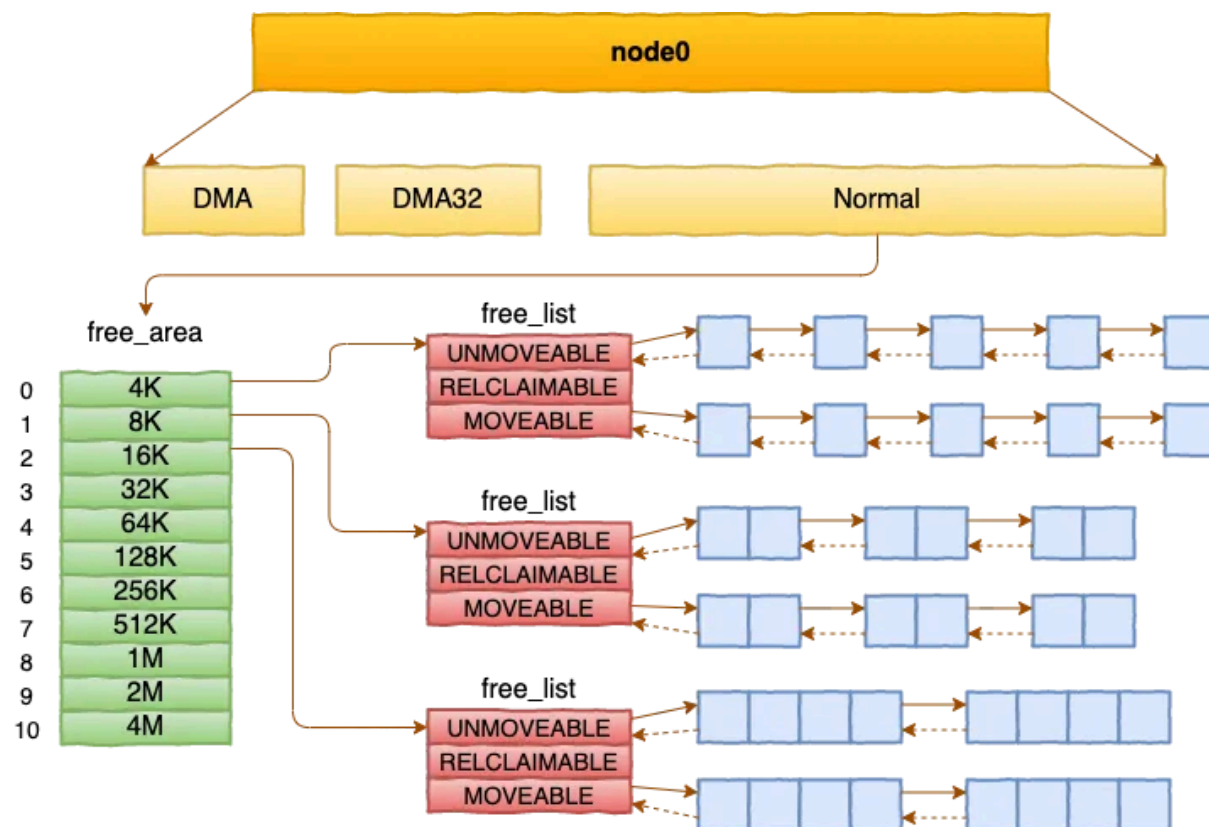 node0
DMA
DMA32
Normal
free_area
0 4K
1 8K
2 16K
3 32K
4 64K
5 128K
6 256K
7 512K
8 1M
9 2M
10 4M
free_list
UNMOVEABLE
RELCLAIMABLE
MOVEABLE
free_list
UNMOVEABLE
RELCLAIMABLE
MOVEABLE
free_list
UNMOVEABLE
RELCLAIMABLE
MOVEABLE